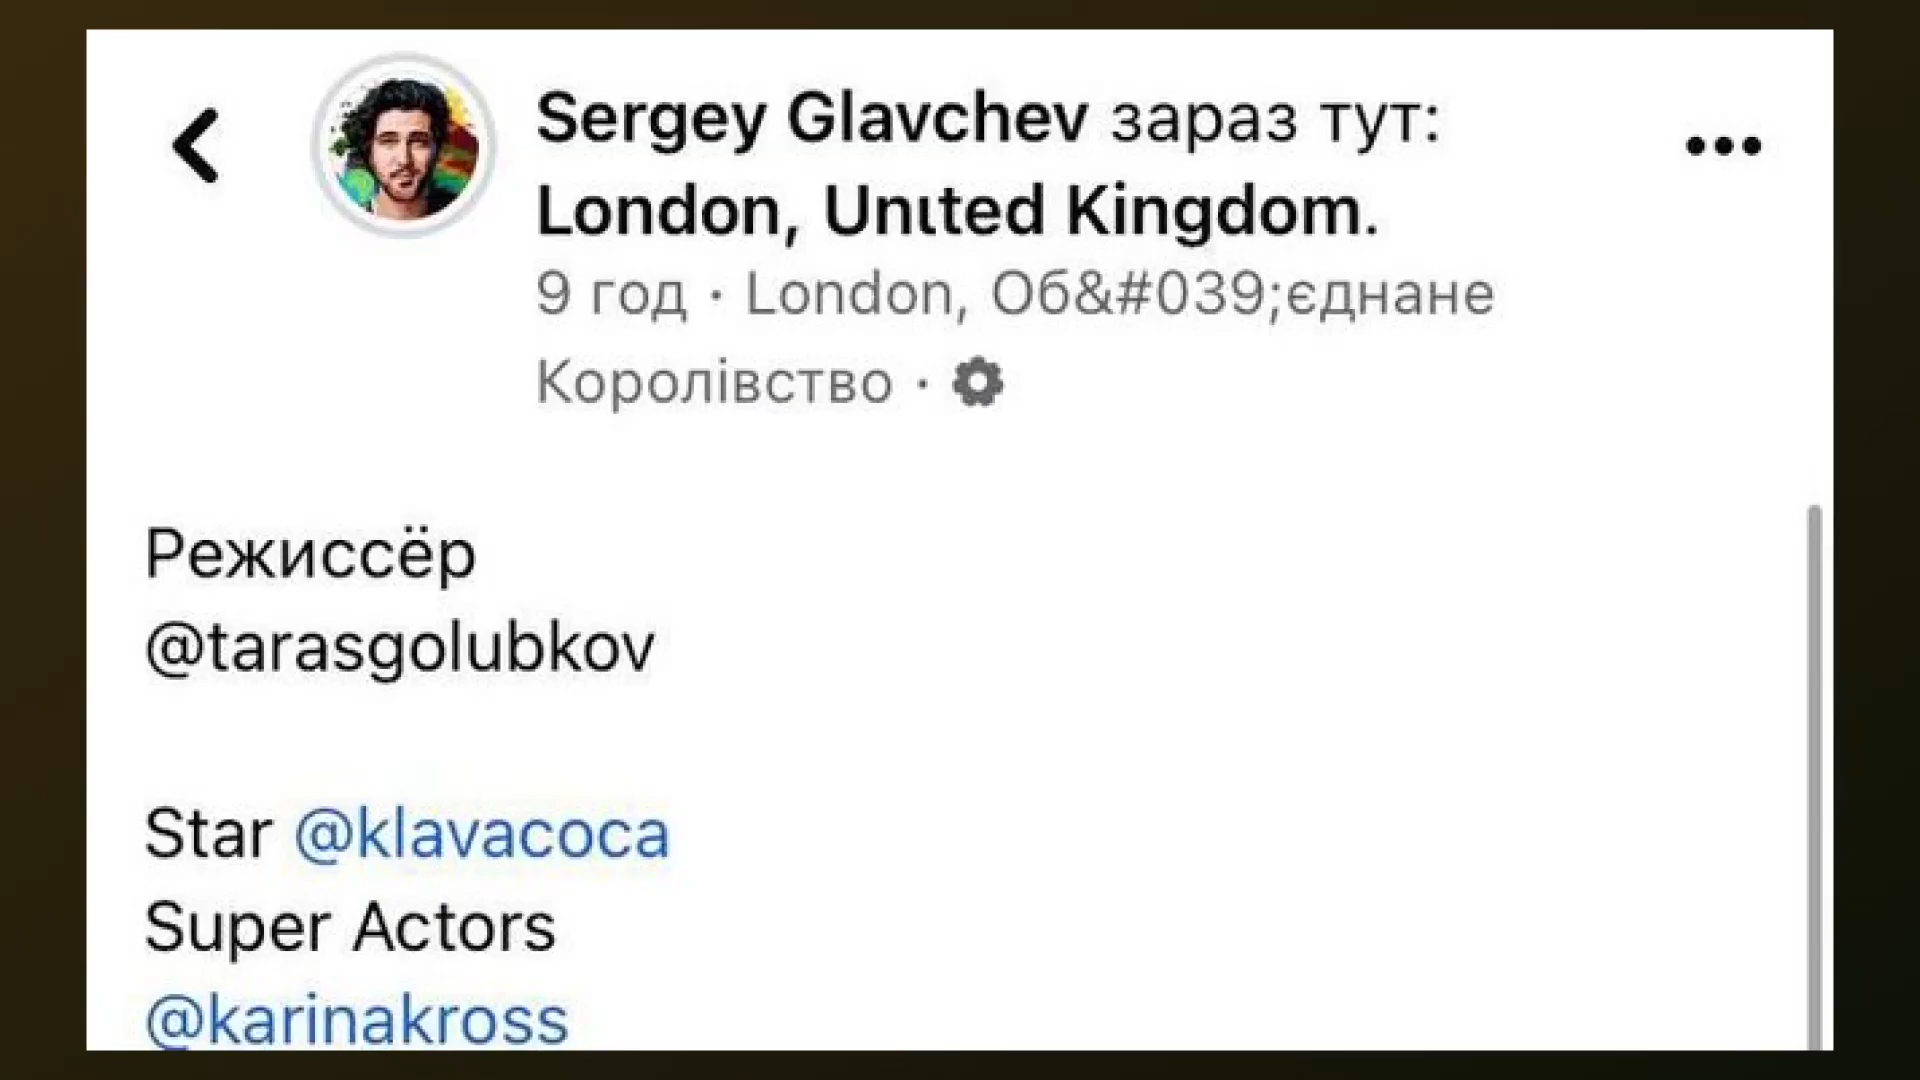 Sergey Glavchev зараз тут:
London, Unıted Kingdom.
9 год · London, Об&#039;єднане
Королівство ·
Режиссёр
@tarasgolubkov
Star @klavacoca
Super Actors
@karinakross